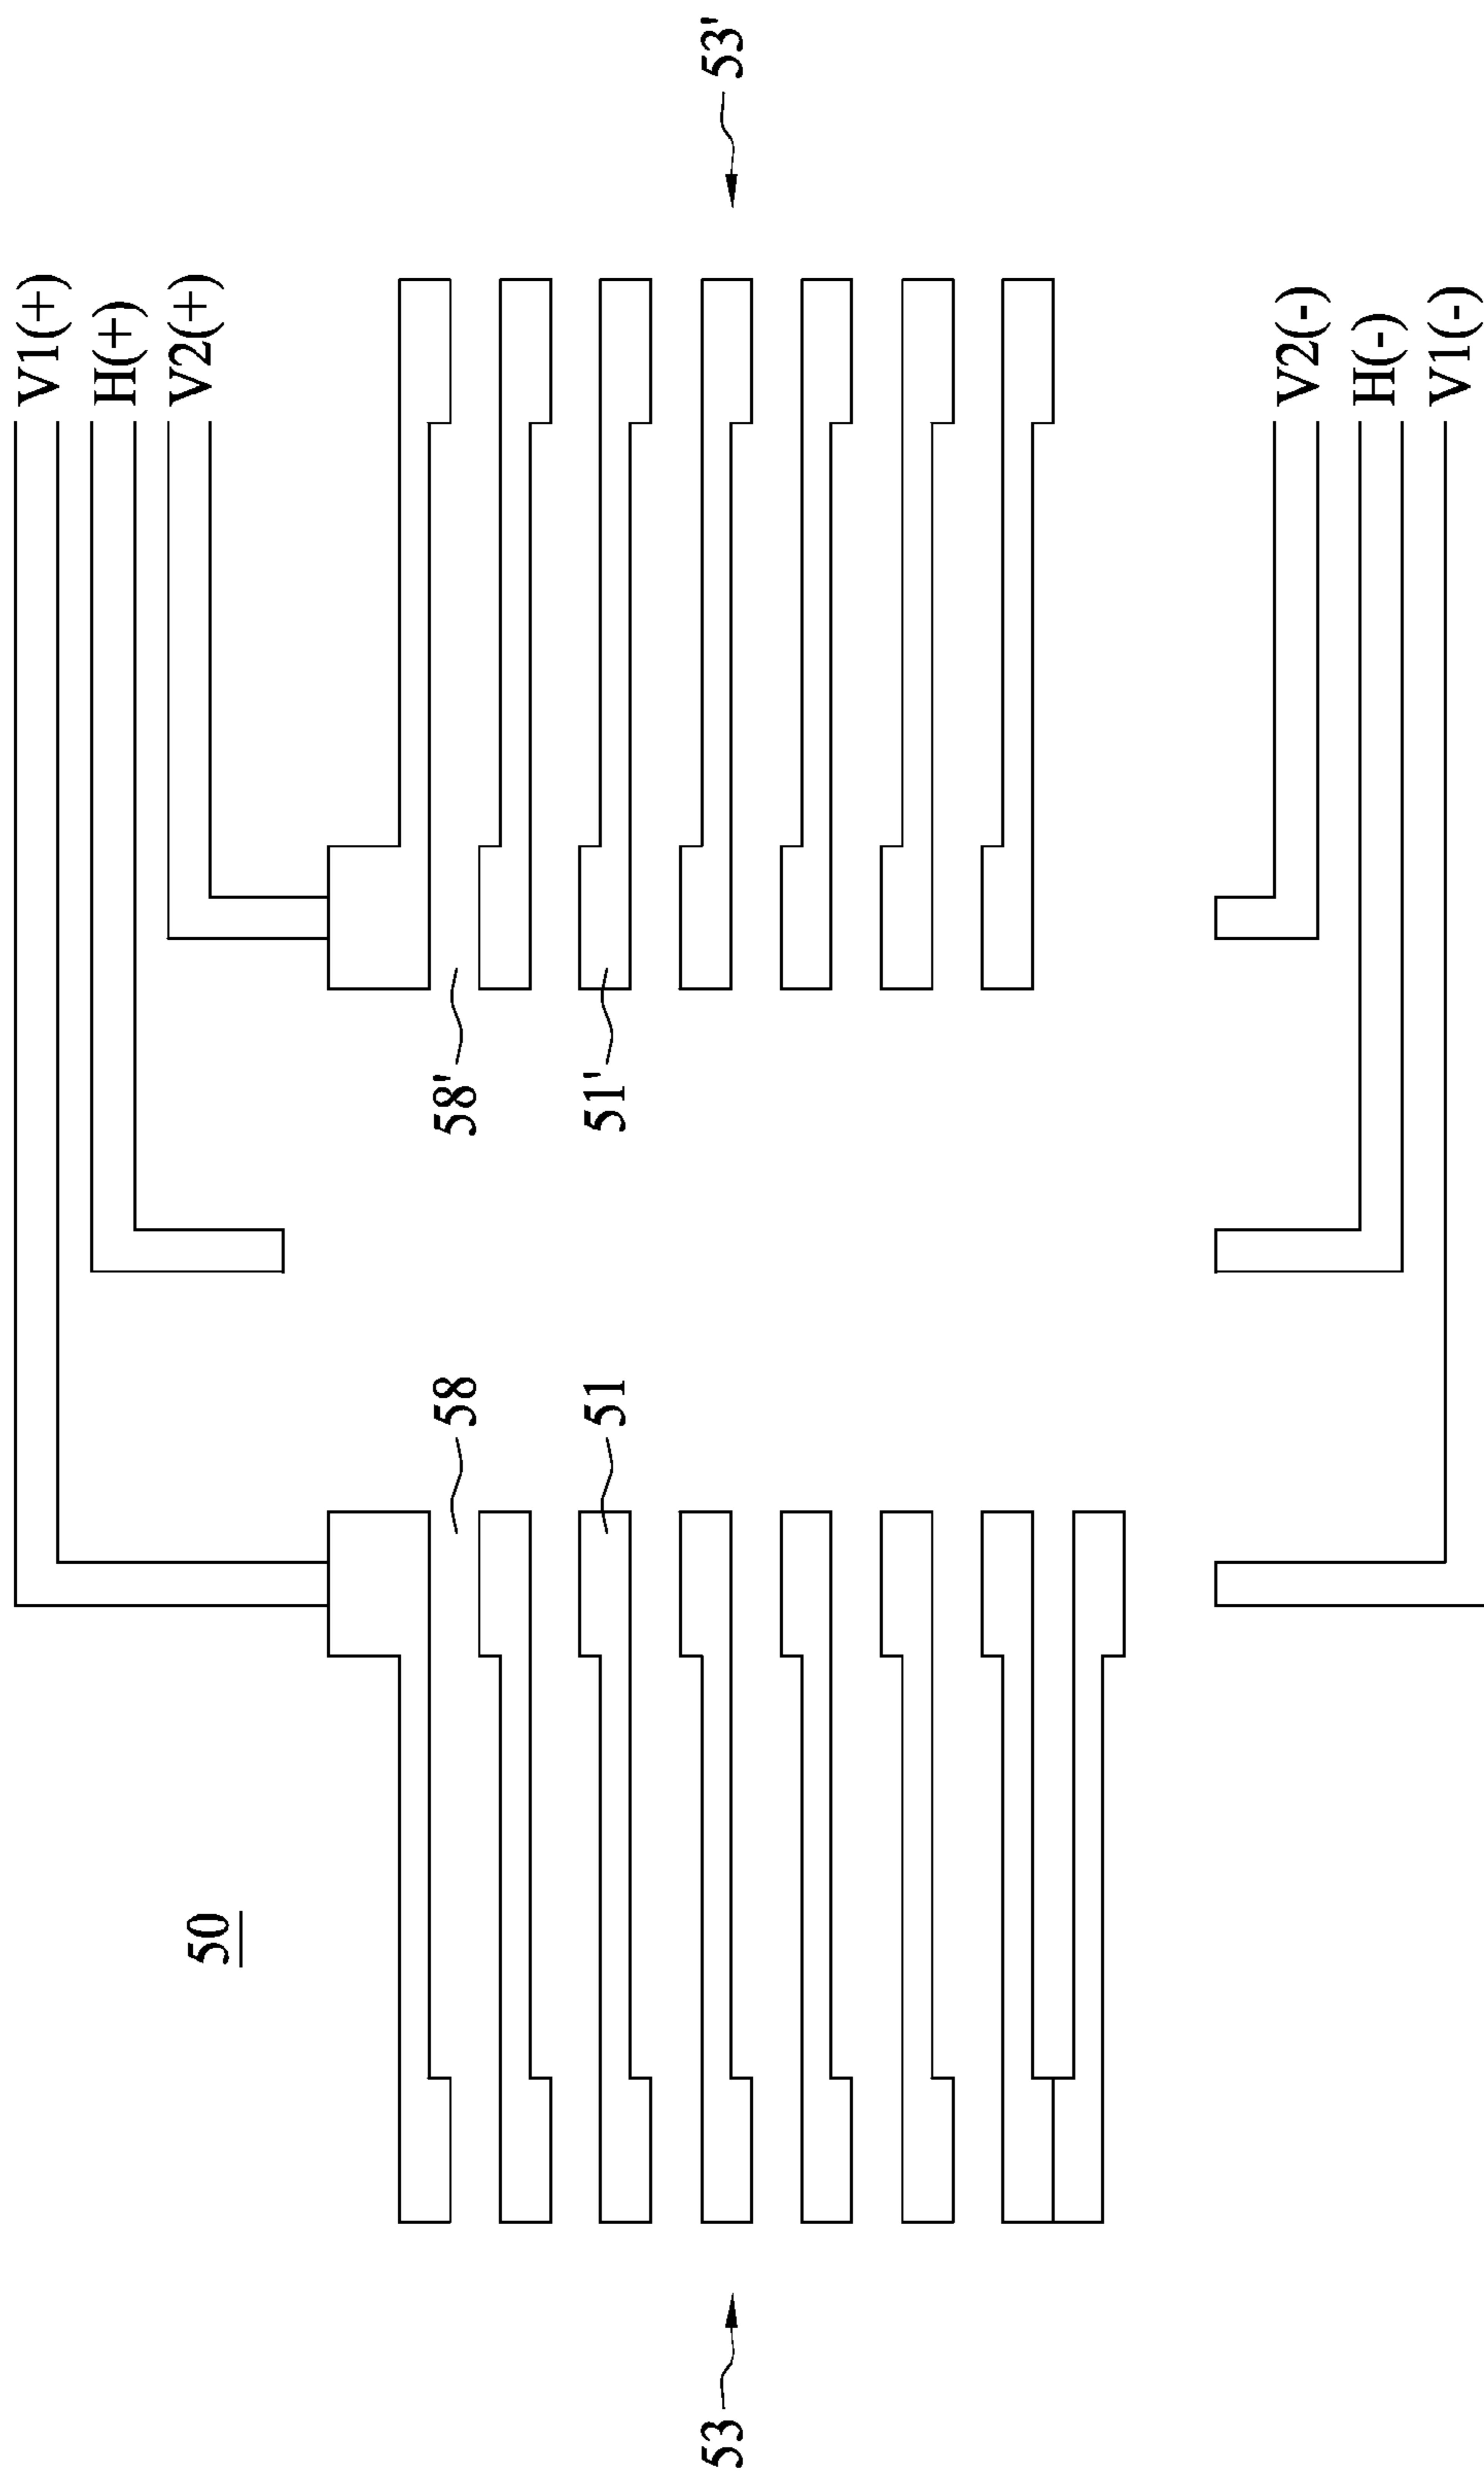 53'
V1(+)
H(+)
V2(+)
V2(-)
H(-)
V1(-)
58'
51'
58
51
50
53